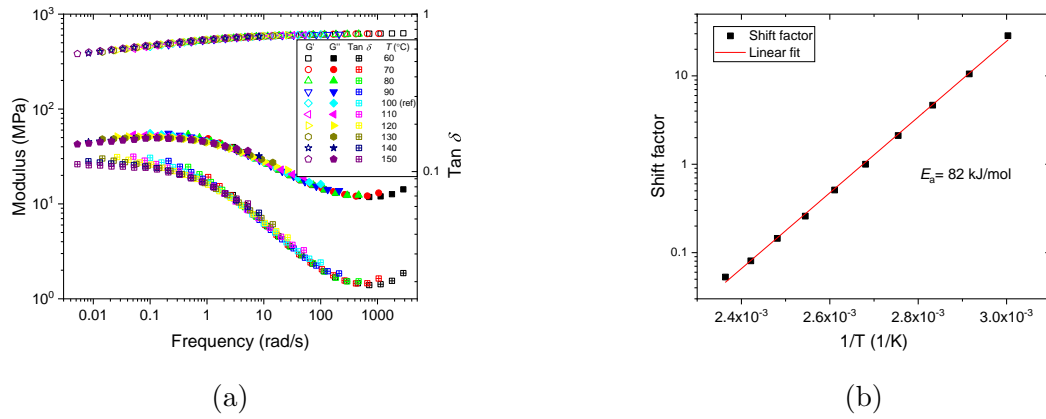 10³
10²
10¹
10⁰
Modulus (MPa)
0.01 0.1 1 10 100 1000
Frequency (rad/s)
1
0.1
Tan δ
G' G'' Tan δ T (°C)
60
70
80
90
100 (ref)
110
120
130
140
150
(a)
Shift factor
10
1
0.1
Shift factor
Linear fit
Eₐ= 82 kJ/mol
2.4x10⁻³ 2.6x10⁻³ 2.8x10⁻³ 3.0x10⁻³
1/T (1/K)
(b)